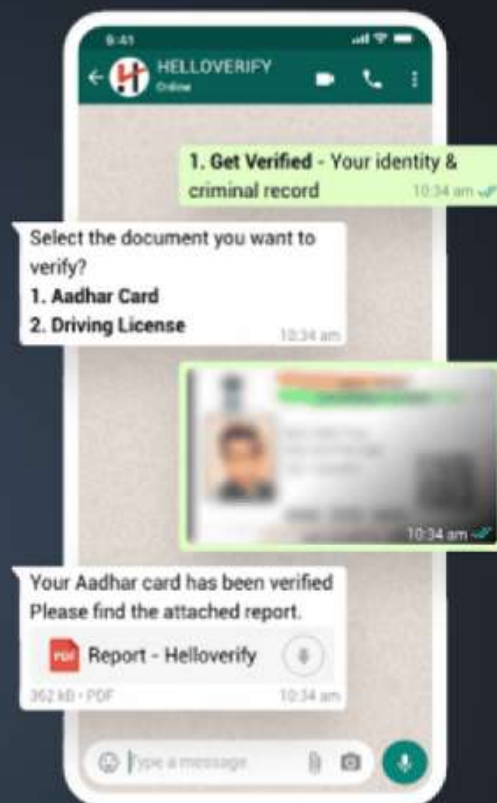 9:41
HELLOVERIFY
Online
1. Get Verified - Your identity &
criminal record
10:34 am
Select the document you want to
verify?
1. Aadhar Card
2. Driving License
10:34 am
10:34 am
Your Aadhar card has been verified
Please find the attached report.
PDF
Report - Helloverify
362 kB • PDF
10:34 am
Type a message